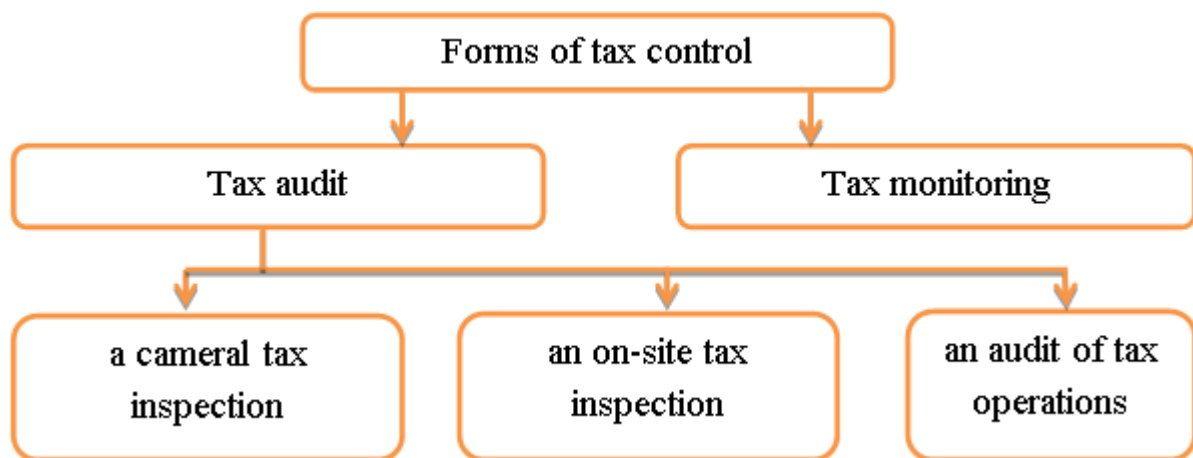 Forms of tax control
Tax audit
Tax monitoring
a cameral tax
inspection
an on-site tax
inspection
an audit of tax
operations